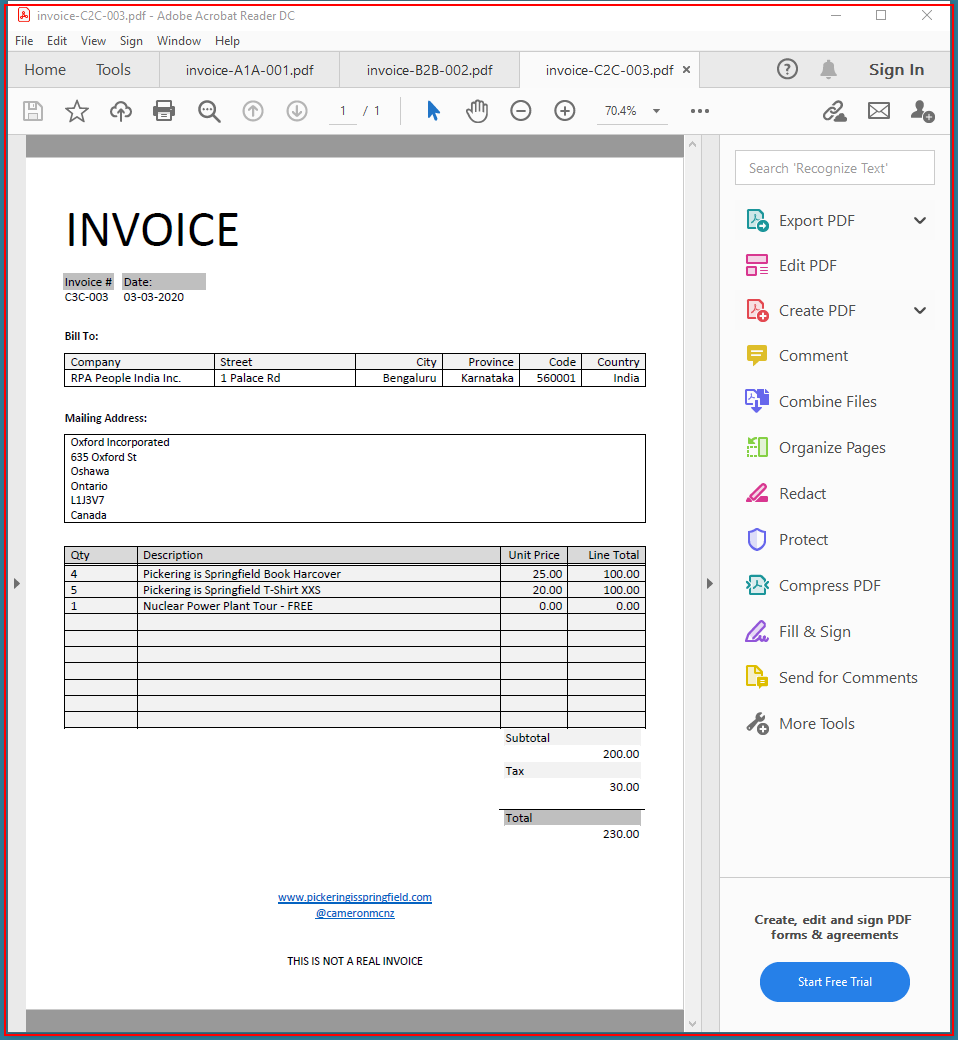 invoice-C2C-003.pdf - Adobe Acrobat Reader DC
File Edit View Sign Window Help
Home Tools invoice-A1A-001.pdf invoice-B2B-002.pdf invoice-C2C-003.pdf × Sign In
1 / 1 70.4%
Search 'Recognize Text'
Export PDF
Edit PDF
Create PDF
Comment
Combine Files
Organize Pages
Redact
Protect
Compress PDF
Fill & Sign
Send for Comments
More Tools
Create, edit and sign PDF
forms & agreements
Start Free Trial
INVOICE
Invoice # Date:
C3C-003 03-03-2020
Bill To:
Company Street City Province Code Country
RPA People India Inc. 1 Palace Rd Bengaluru Karnataka 560001 India
Mailing Address:
Oxford Incorporated
635 Oxford St
Oshawa
Ontario
L1J3V7
Canada
Qty Description Unit Price Line Total
4 Pickering is Springfield Book Harcover 25.00 100.00
5 Pickering is Springfield T-Shirt XXS 20.00 100.00
1 Nuclear Power Plant Tour - FREE 0.00 0.00
Subtotal
200.00
Tax
30.00
Total
230.00
www.pickeringisspringfield.com
@cameronmcnz
THIS IS NOT A REAL INVOICE